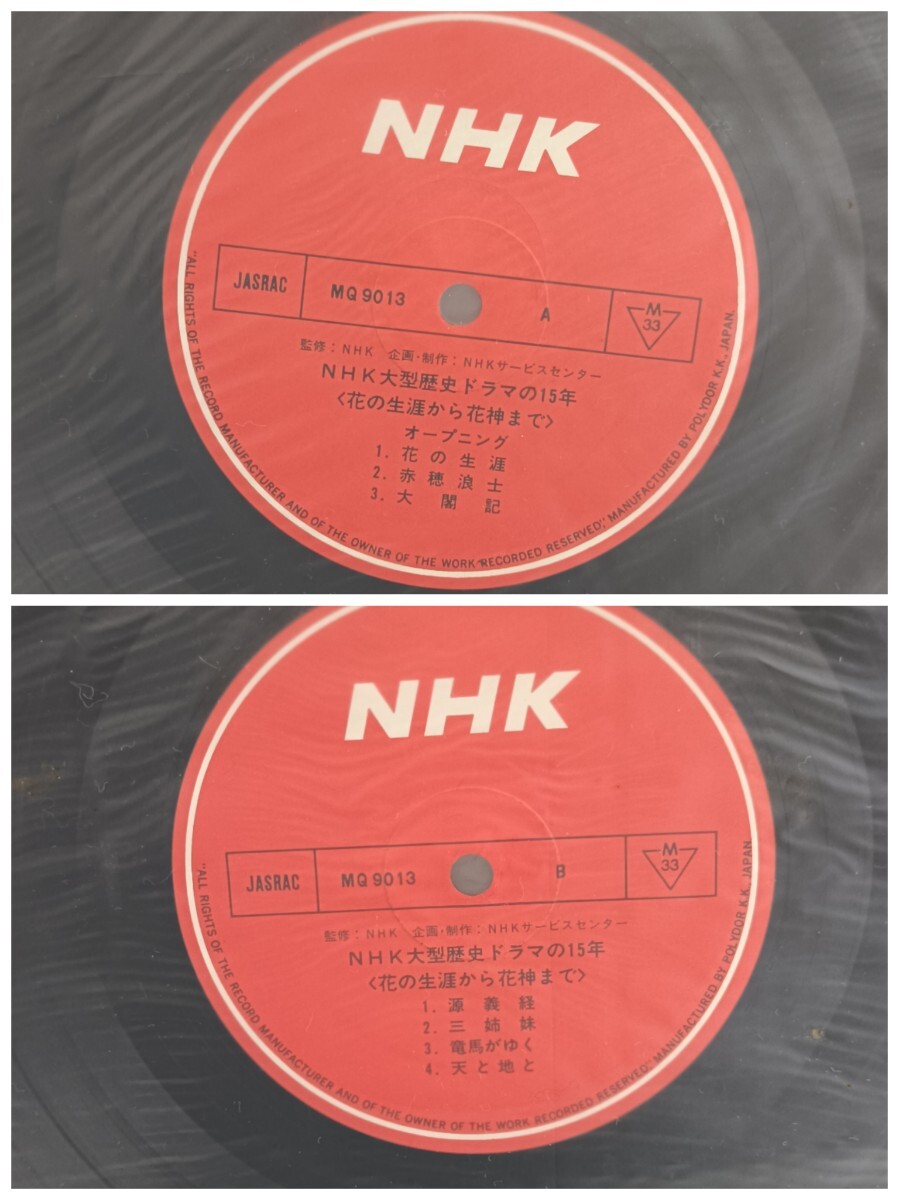 NHK
JASRAC MQ9013 A M 33
監修:NHK 企画・制作:NHKサービスセンター
NHK大型歴史ドラマの15年
<花の生涯から花神まで>
オープニング
1. 花の生涯
2. 赤穂浪士
3. 大閤記
"ALL RIGHTS OF THE RECORD MANUFACTURER AND OF THE OWNER OF THE WORK RECORDED RESERVED," MANUFACTURED BY POLYDOR K.K., JAPAN.
NHK
JASRAC MQ9013 B M 33
監修:NHK 企画・制作:NHKサービスセンター
NHK大型歴史ドラマの15年
<花の生涯から花神まで>
1. 源義経
2. 三姉妹
3. 竜馬がゆく
4. 天と地と
"ALL RIGHTS OF THE RECORD MANUFACTURER AND OF THE OWNER OF THE WORK RECORDED RESERVED," MANUFACTURED BY POLYDOR K.K., JAPAN